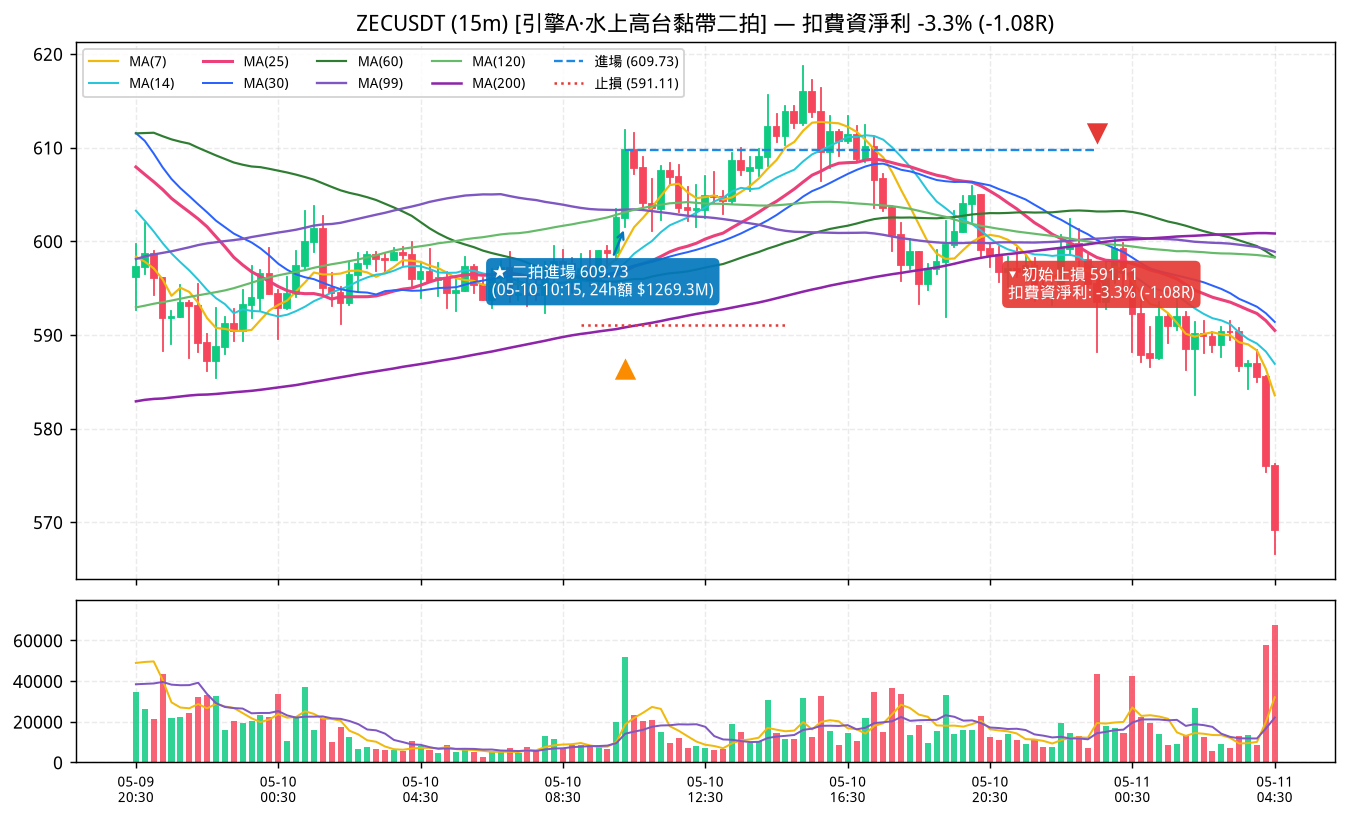 ZECUSDT (15m) [引擎A·水上高台黏帶二拍] — 扣費資淨利 -3.3% (-1.08R)
MA(7) MA(25) MA(60) MA(120) 進場 (609.73)
MA(14) MA(30) MA(99) MA(200) 止損 (591.11)
620
610
600
590
580
570
★ 二拍進場 609.73
(05-10 10:15, 24h額 $1269.3M)
▼ 初始止損 591.11
扣費資淨利: -3.3% (-1.08R)
60000
40000
20000
0
05-09 05-10 05-10 05-10 05-10 05-10 05-10 05-11 05-11
20:30 00:30 04:30 08:30 12:30 16:30 20:30 00:30 04:30